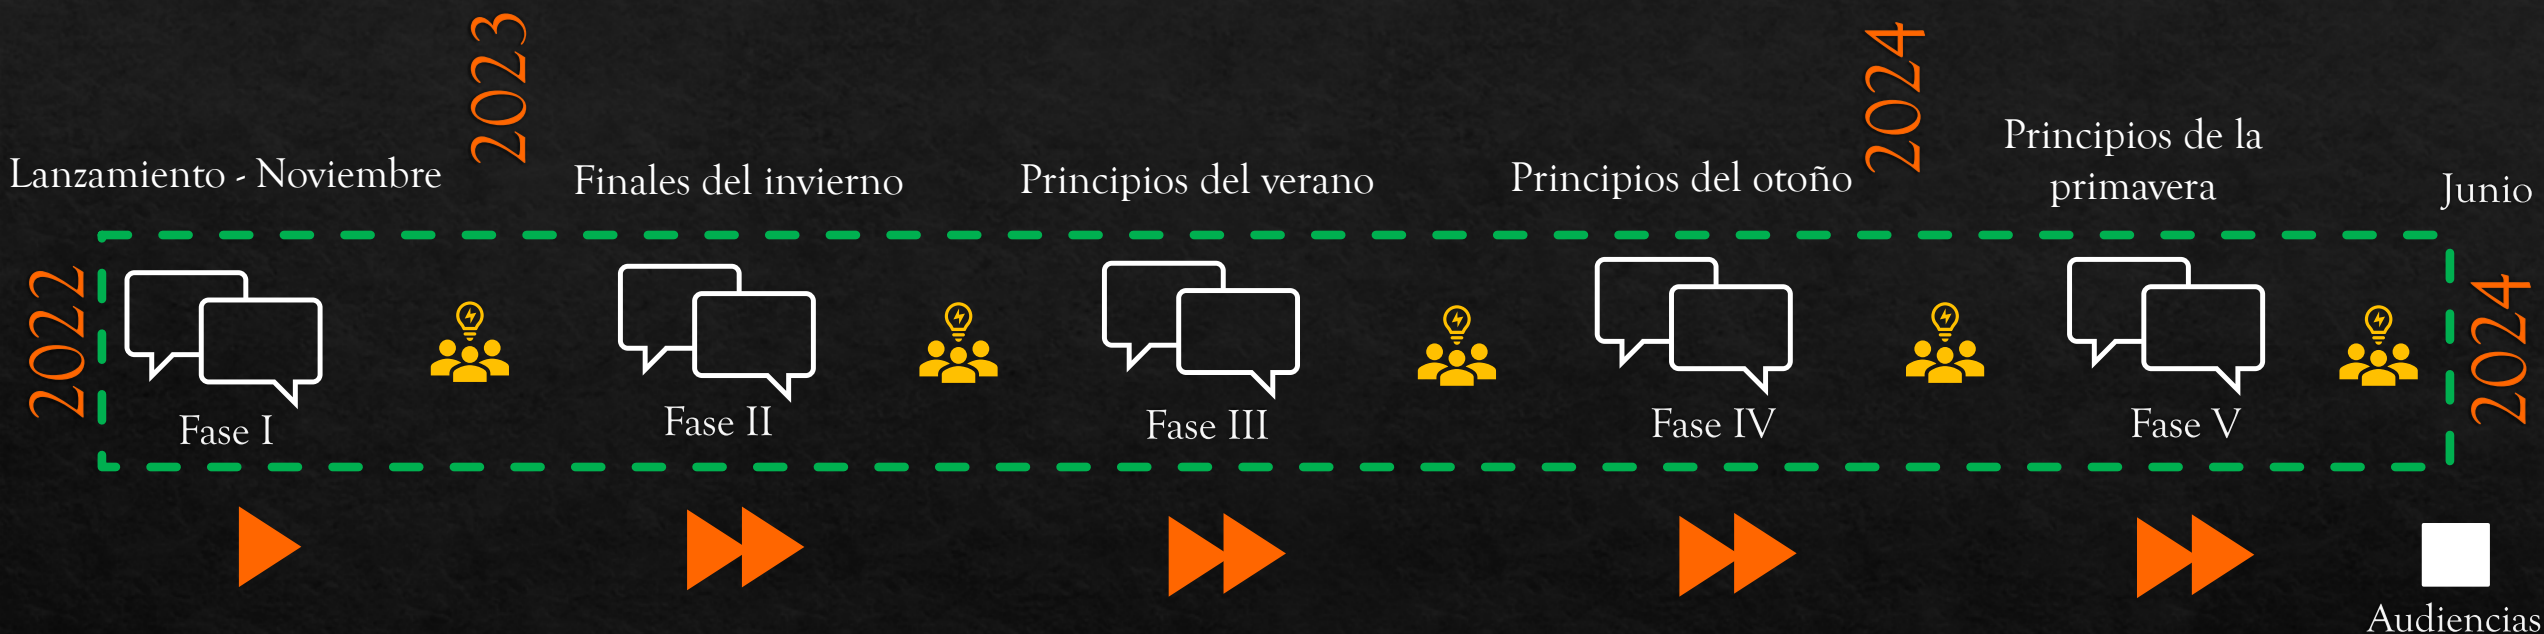 2023
2024
Lanzamiento - Noviembre
Finales del invierno
Principios del verano
Principios del otoño
Principios de la
primavera
Junio
2022
2024
Fase I
Fase II
Fase III
Fase IV
Fase V
Audiencias